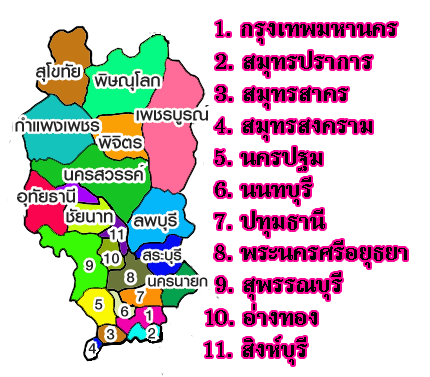 สุโขทัย
พิษณุโลก
เพชรบูรณ์
กำแพงเพชร
พิจิตร
นครสวรรค์
อุทัยธานี
ชัยนาท
ลพบุรี
สระบุรี
นครนายก
11
10
9
8
7
5
6
1
3
2
4
1. กรุงเทพมหานคร
2. สมุทรปราการ
3. สมุทรสาคร
4. สมุทรสงคราม
5. นครปฐม
6. นนทบุรี
7. ปทุมธานี
8. พระนครศรีอยุธยา
9. สุพรรณบุรี
10. อ่างทอง
11. สิงห์บุรี